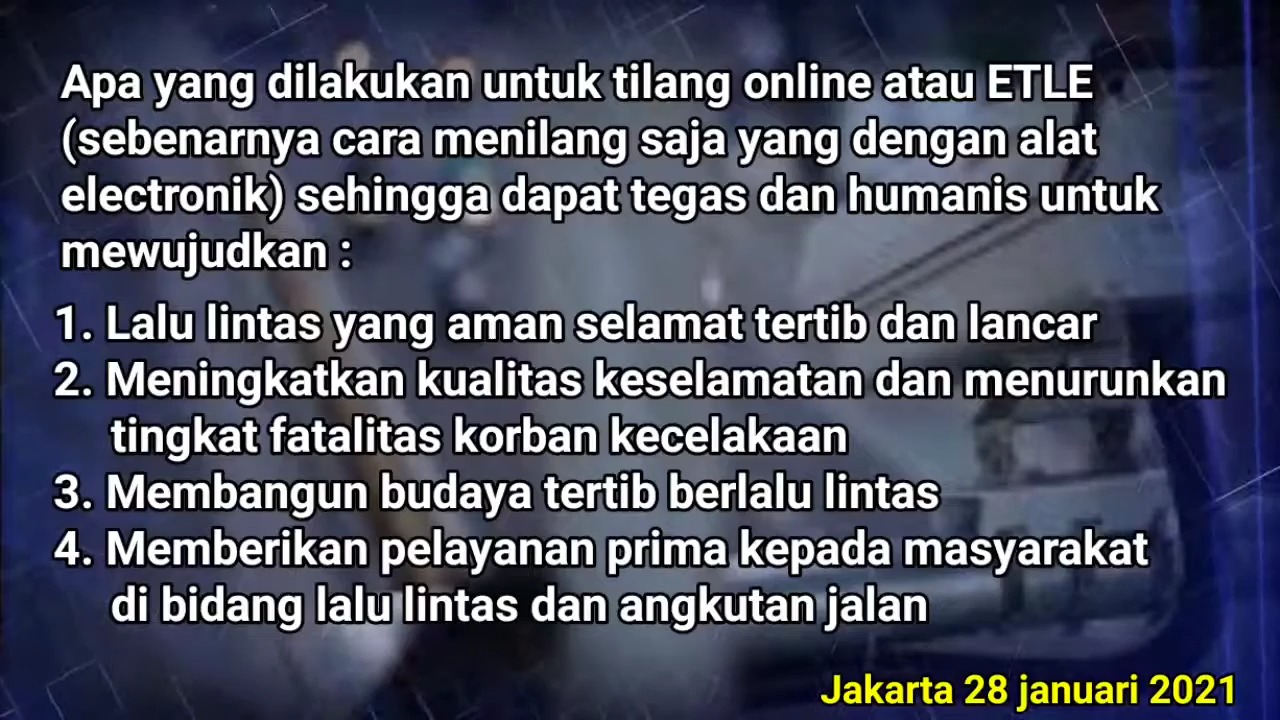 Apa yang dilakukan untuk tilang online atau ETLE
(sebenarnya cara menilang saja yang dengan alat
electronik) sehingga dapat tegas dan humanis untuk
mewujudkan :
1. Lalu lintas yang aman selamat tertib dan lancar
2. Meningkatkan kualitas keselamatan dan menurunkan
tingkat fatalitas korban kecelakaan
3. Membangun budaya tertib berlalu lintas
4. Memberikan pelayanan prima kepada masyarakat
di bidang lalu lintas dan angkutan jalan
Jakarta 28 januari 2021